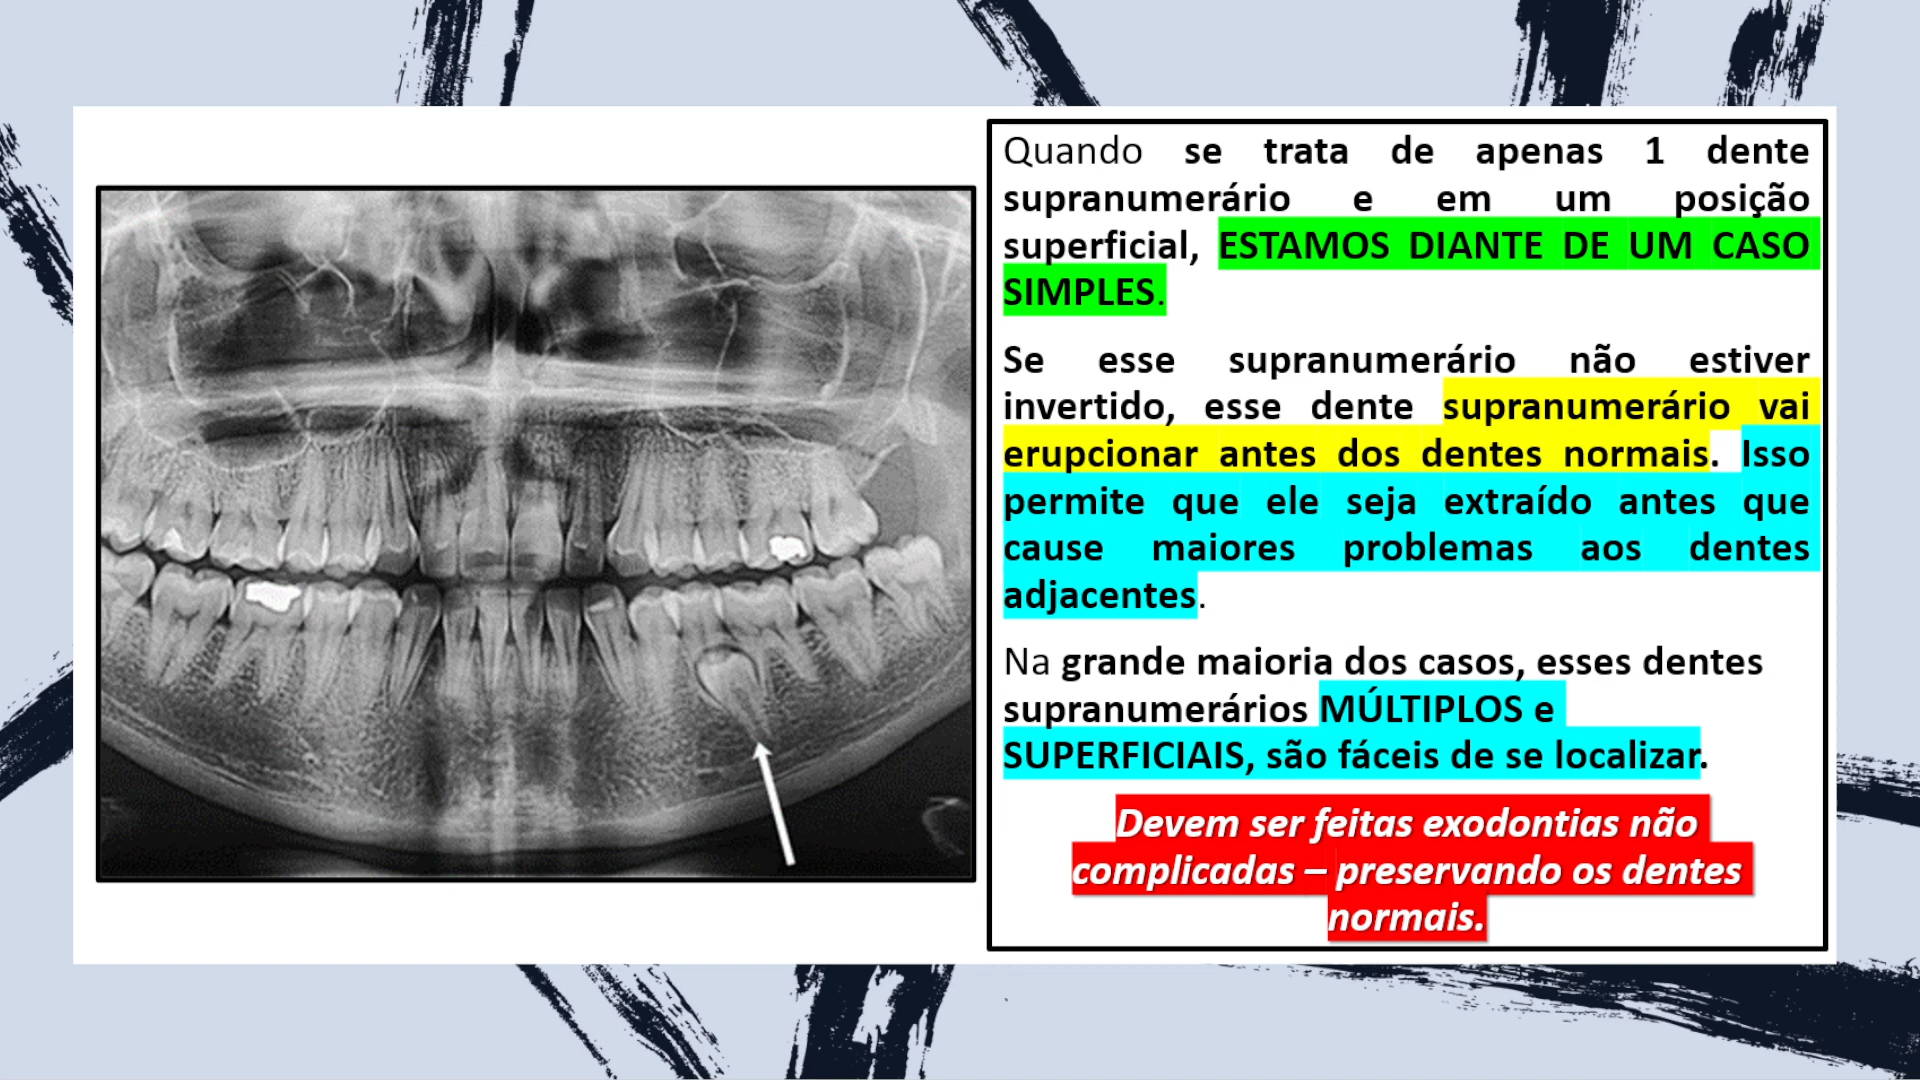 Quando se trata de apenas 1 dente
supranumerário e em um posição
superficial, ESTAMOS DIANTE DE UM CASO
SIMPLES.
Se esse supranumerário não estiver
invertido, esse dente supranumerário vai
erupcionar antes dos dentes normais. Isso
permite que ele seja extraído antes que
cause maiores problemas aos dentes
adjacentes.
Na grande maioria dos casos, esses dentes
supranumerários MÚLTIPLOS e
SUPERFICIAIS, são fáceis de se localizar.
Devem ser feitas exodontias não
complicadas – preservando os dentes
normais.